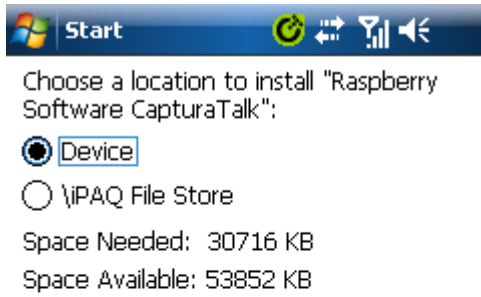 Start
Choose a location to install "Raspberry
Software CapturaTalk":
Device
\iPAQ File Store
Space Needed: 30716 KB
Space Available: 53852 KB